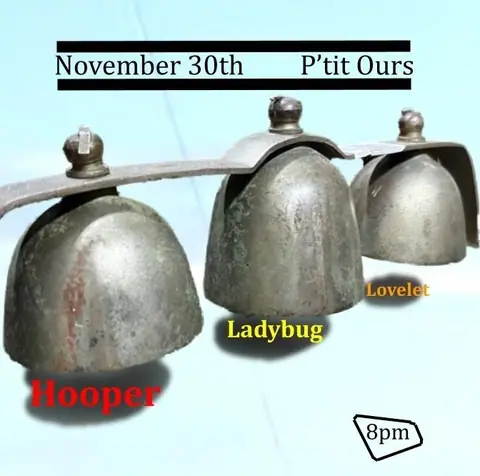 November 30th P'tit Ours
Lovelet
Ladybug
Hooper
8pm